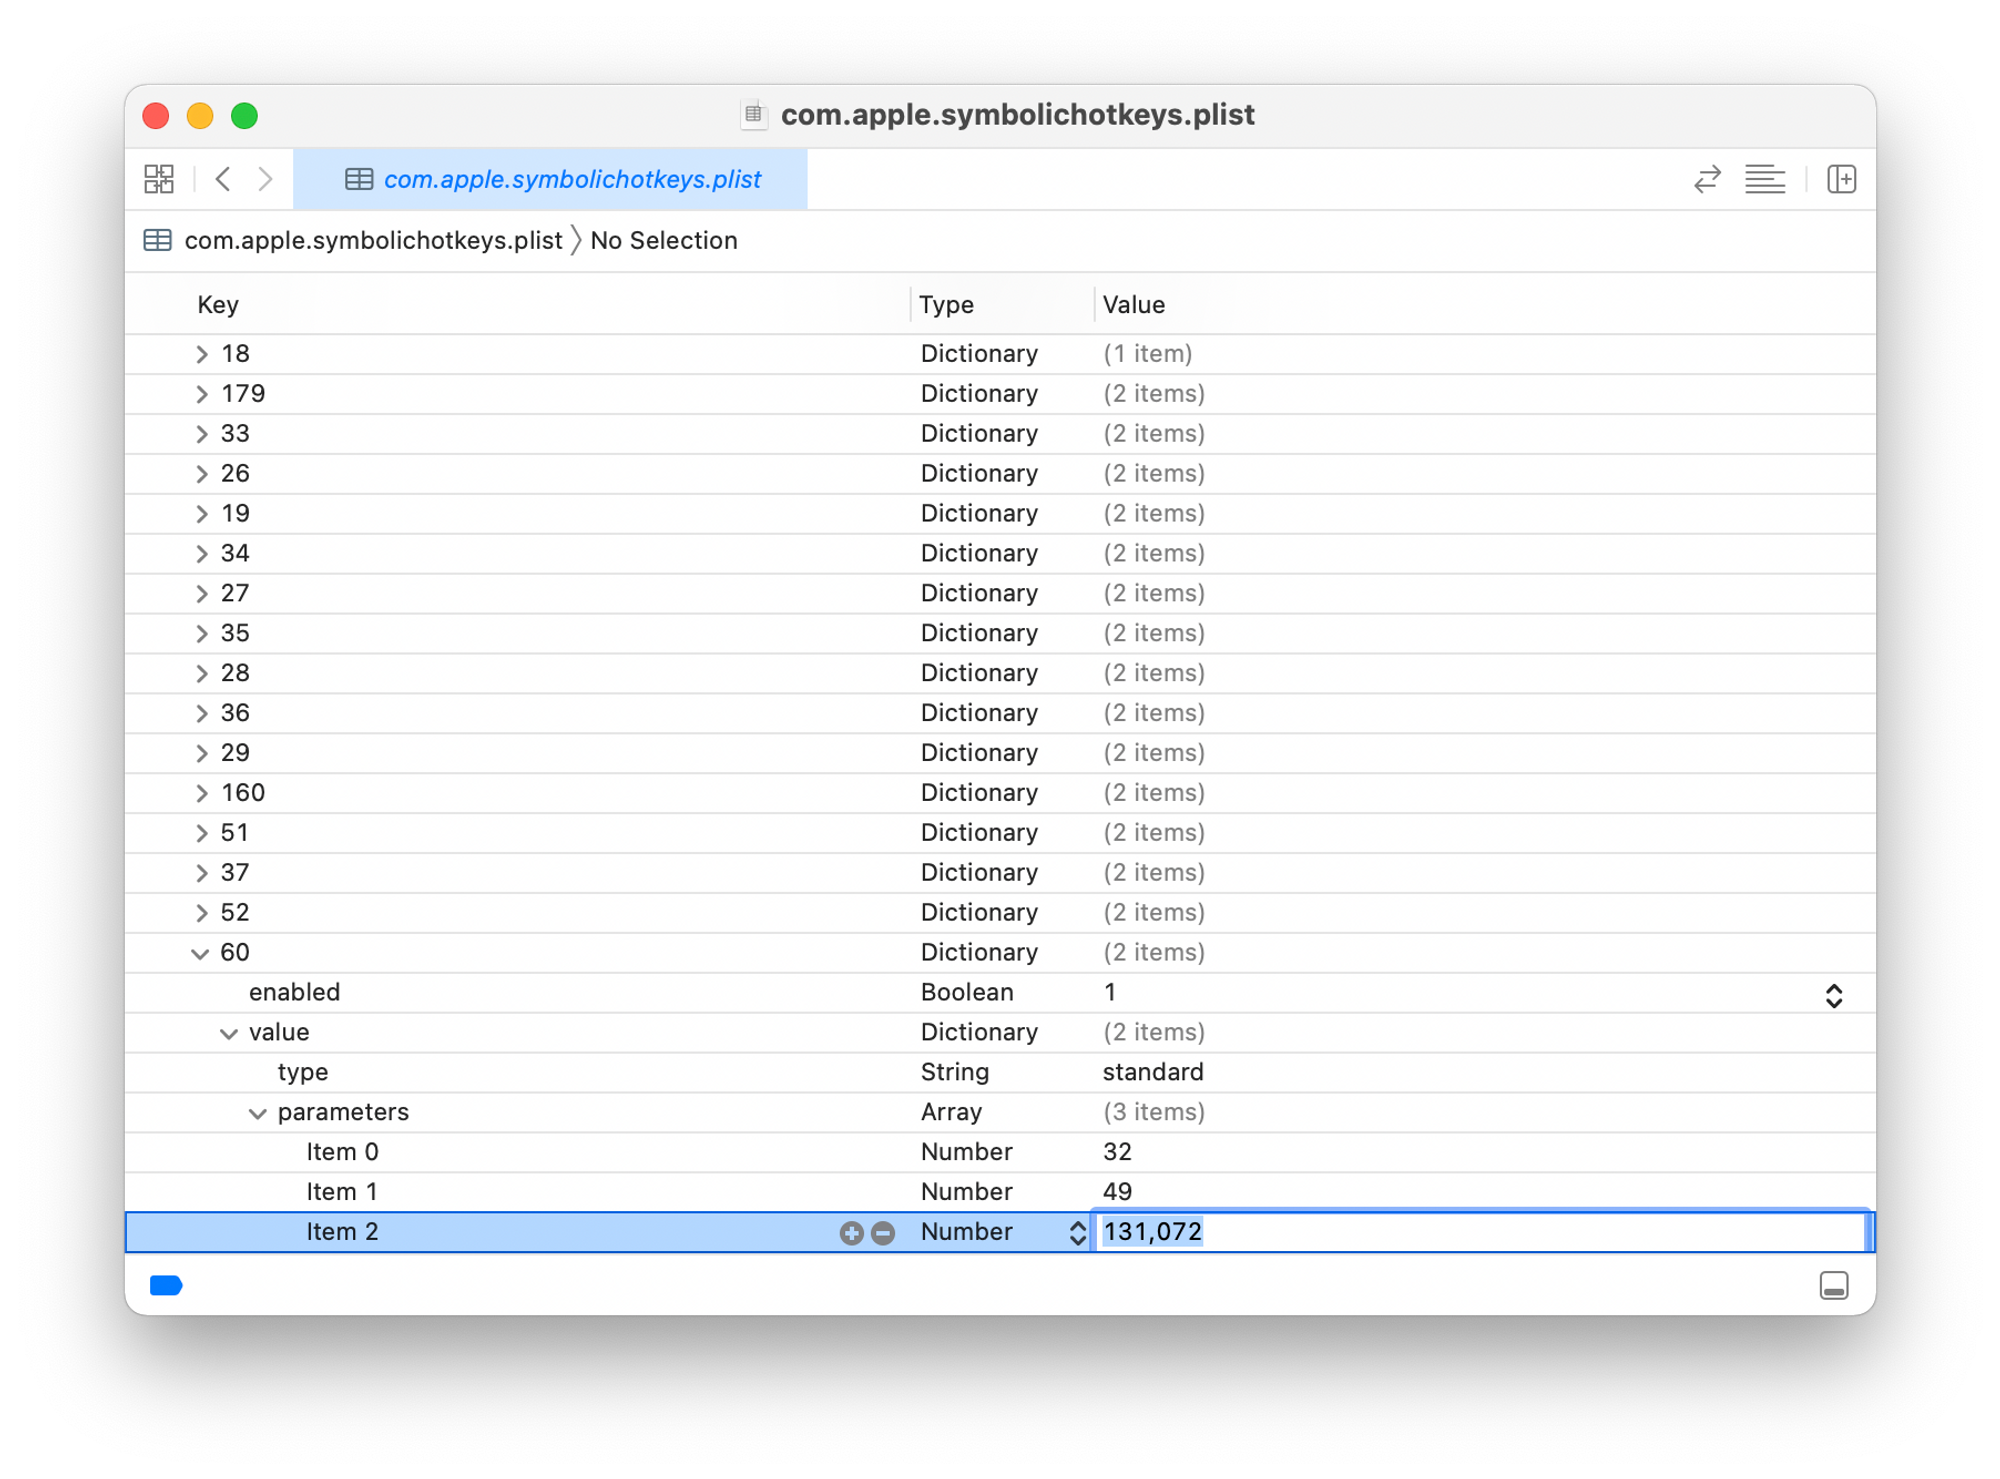 com.apple.symbolichotkeys.plist
com.apple.symbolichotkeys.plist
com.apple.symbolichotkeys.plist No Selection
Key Type Value
18 Dictionary (1 item)
179 Dictionary (2 items)
33 Dictionary (2 items)
26 Dictionary (2 items)
19 Dictionary (2 items)
34 Dictionary (2 items)
27 Dictionary (2 items)
35 Dictionary (2 items)
28 Dictionary (2 items)
36 Dictionary (2 items)
29 Dictionary (2 items)
160 Dictionary (2 items)
51 Dictionary (2 items)
37 Dictionary (2 items)
52 Dictionary (2 items)
60 Dictionary (2 items)
enabled Boolean 1
value Dictionary (2 items)
type String standard
parameters Array (3 items)
Item 0 Number 32
Item 1 Number 49
Item 2 Number 131,072